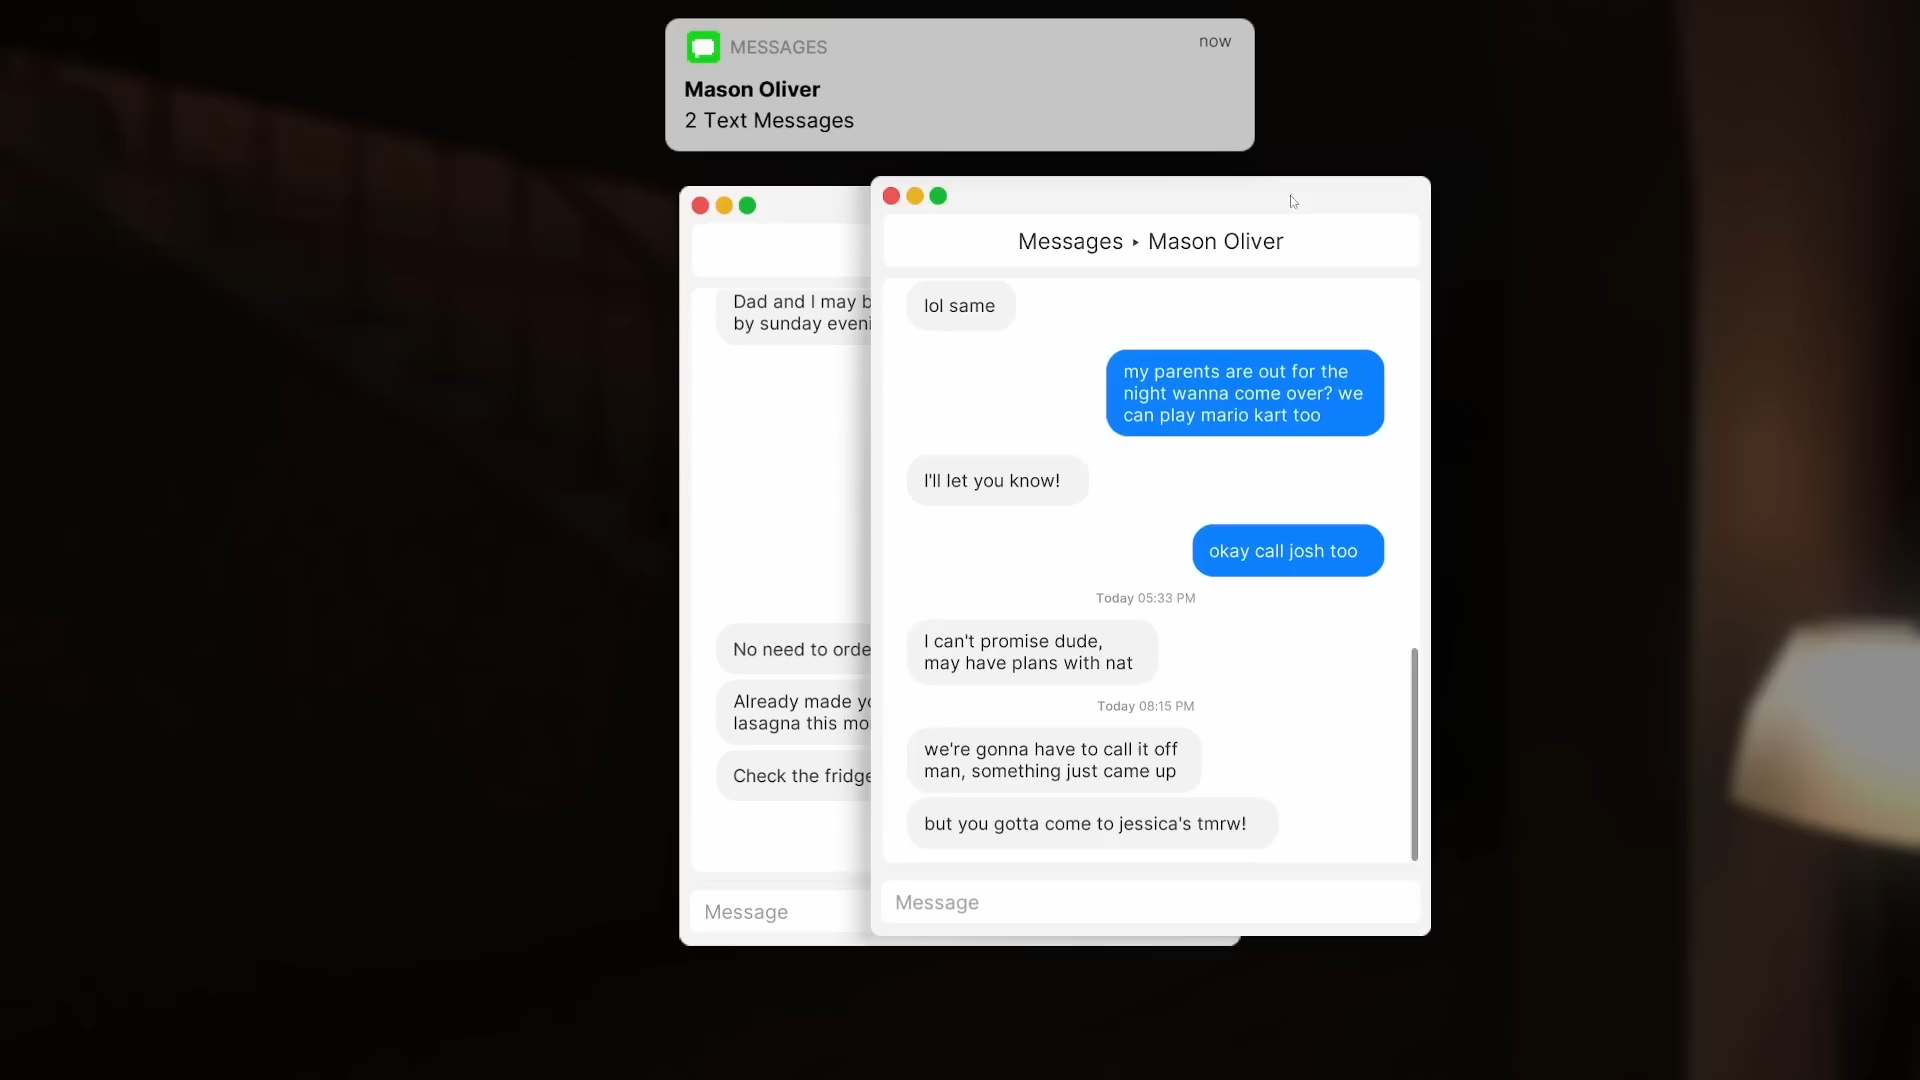 MESSAGES
now
Mason Oliver
2 Text Messages
Messages ‣ Mason Oliver
lol same
my parents are out for the
night wanna come over? we
can play mario kart too
I'll let you know!
okay call josh too
Today 05:33 PM
I can't promise dude,
may have plans with nat
Today 08:15 PM
we're gonna have to call it off
man, something just came up
but you gotta come to jessica's tmrw!
Message
Dad and I may
by sunday
No need to
Already made
lasagna this
Check the fridge
Message